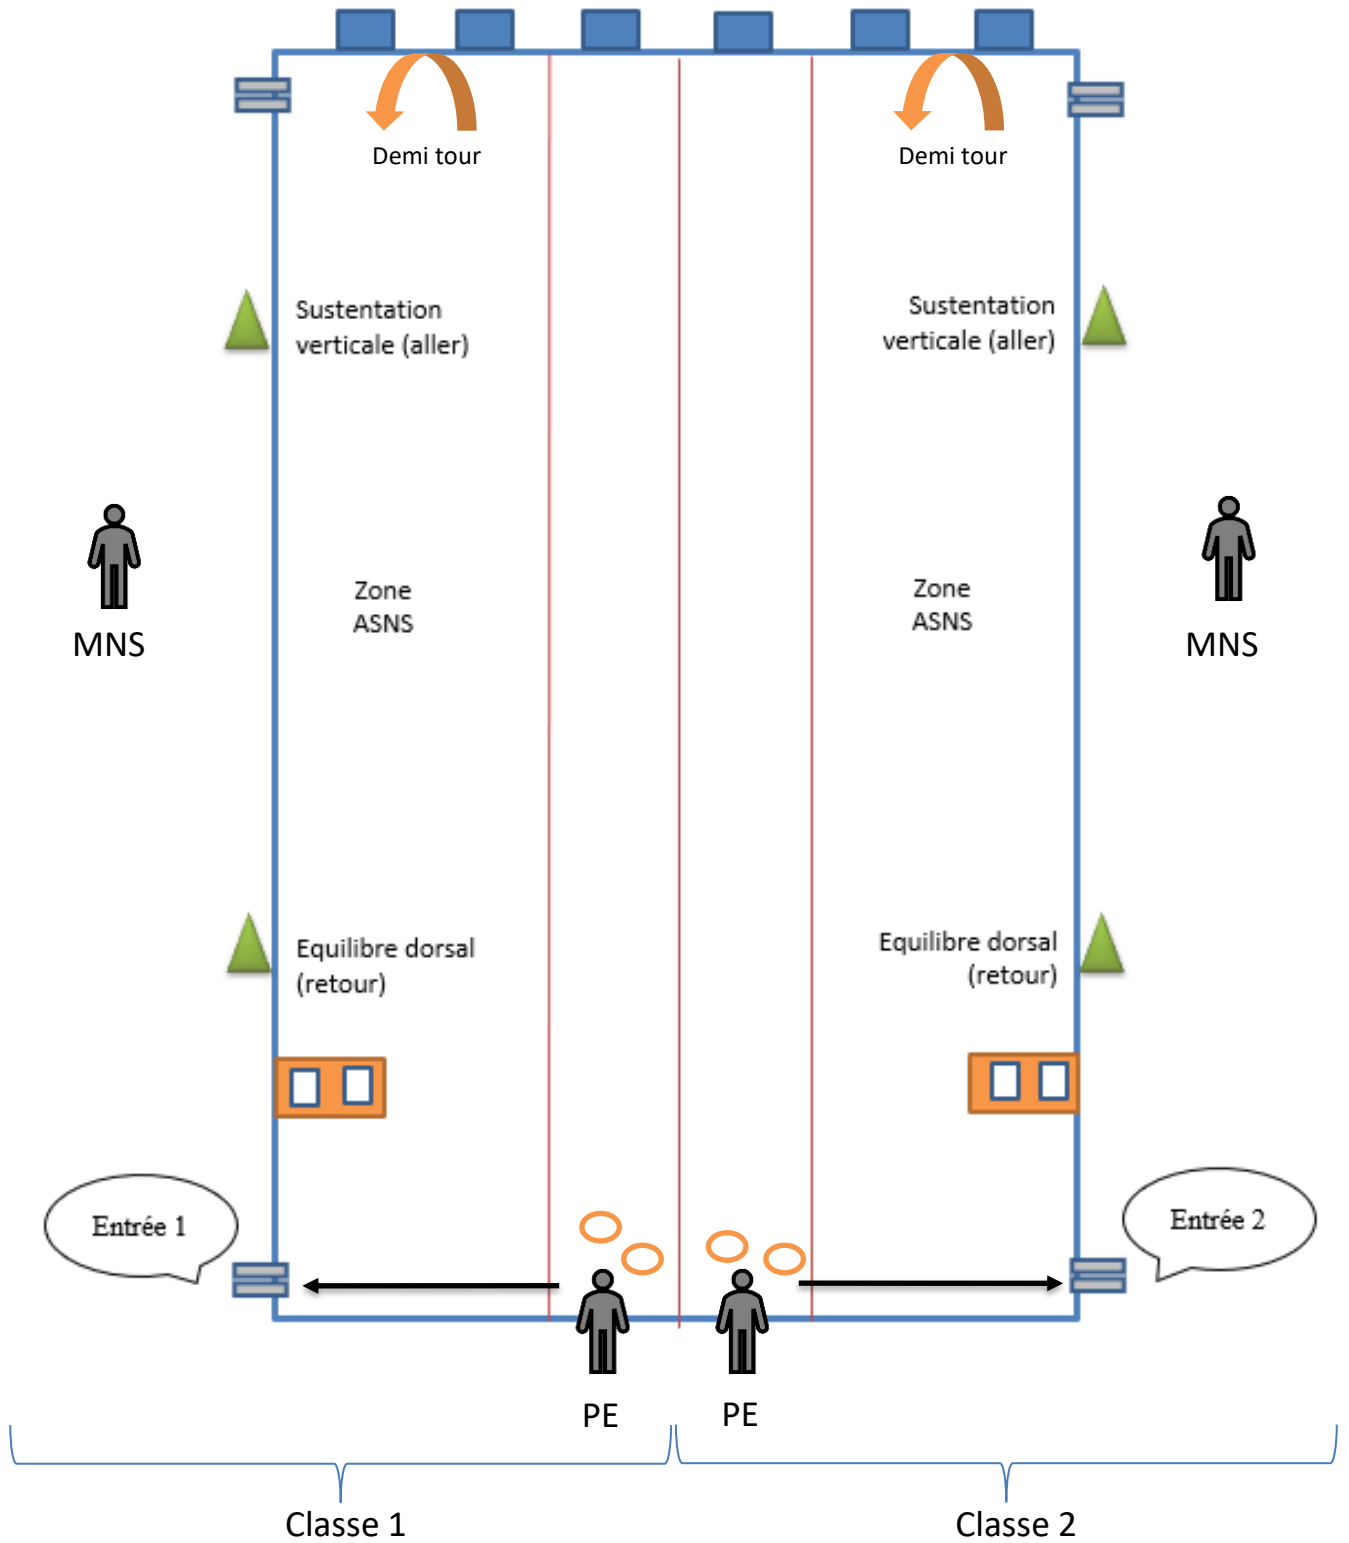 Demi tour
Demi tour
Sustentation
verticale (aller)
Sustentation
verticale (aller)
MNS
Zone
ASNS
Zone
ASNS
MNS
Equilibre dorsal
(retour)
Equilibre dorsal
(retour)
Entrée 1
Entrée 2
PE
PE
Classe 1
Classe 2